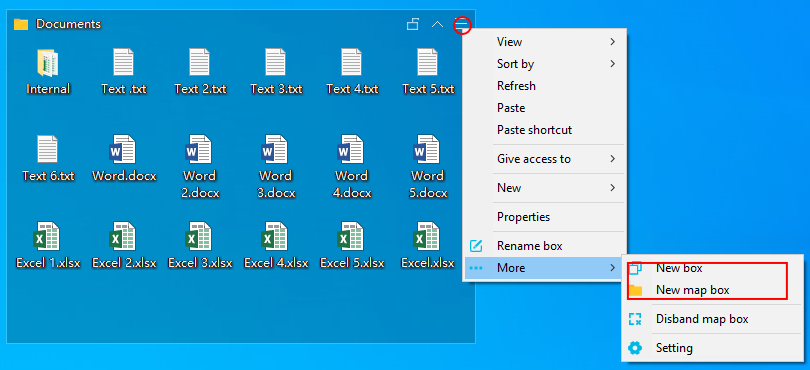 Documents
Internal
Text .txt
Text 2.txt
Text 3.txt
Text 4.txt
Text 5.txt
Text 6.txt
Word.docx
Word
2.docx
Word
3.docx
Word
4.docx
Word
5.docx
Excel 1.xlsx
Excel 2.xlsx
Excel 3.xlsx
Excel 4.xlsx
Excel 5.xlsx
Excel.xlsx
View
Sort by
Refresh
Paste
Paste shortcut
Give access to
New
Properties
Rename box
More
New box
New map box
Disband map box
Setting